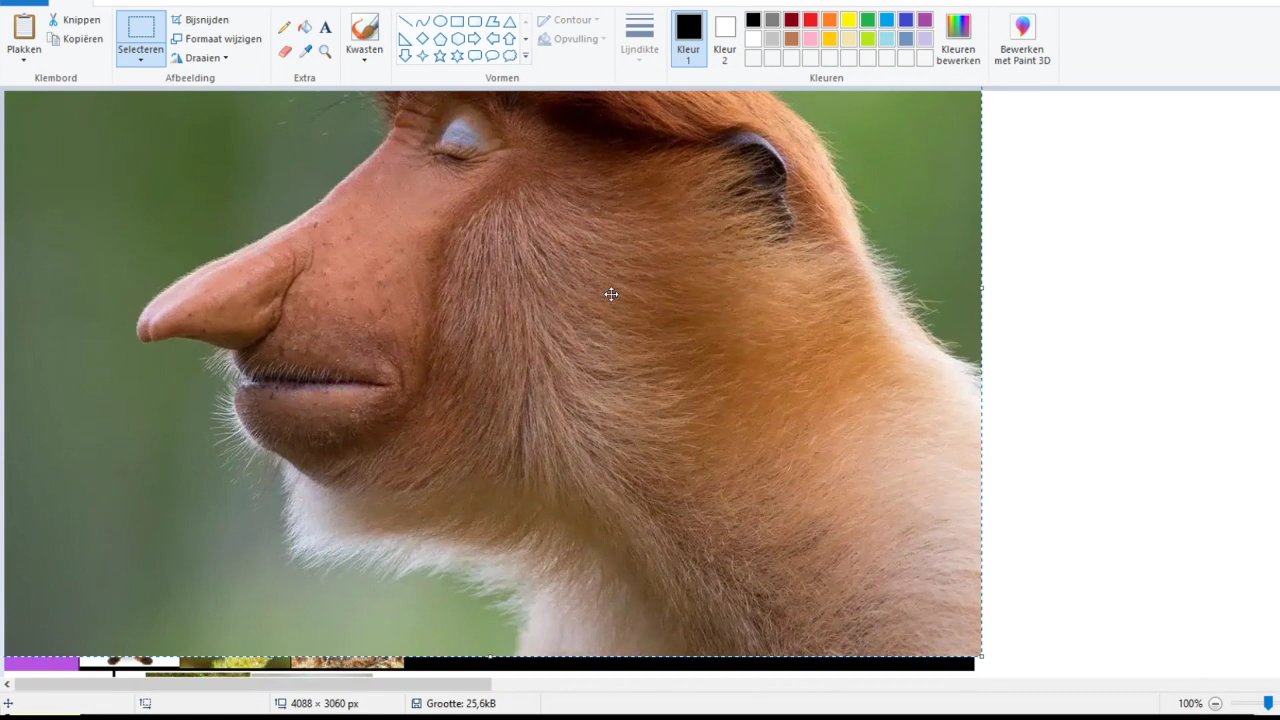 Plakken
Knippen
Kopiëren
Klembord
Selecteren
Bijsnijden
Formaat wijzigen
Draaien
Afbeelding
A
Extra
Kwasten
Vormen
Contour
Opvulling
Lijndikte
Kleur 1
Kleur 2
Kleuren
Kleuren bewerken
Bewerken met Paint 3D
4088 × 3060 px
Grootte: 25,6kB
100%